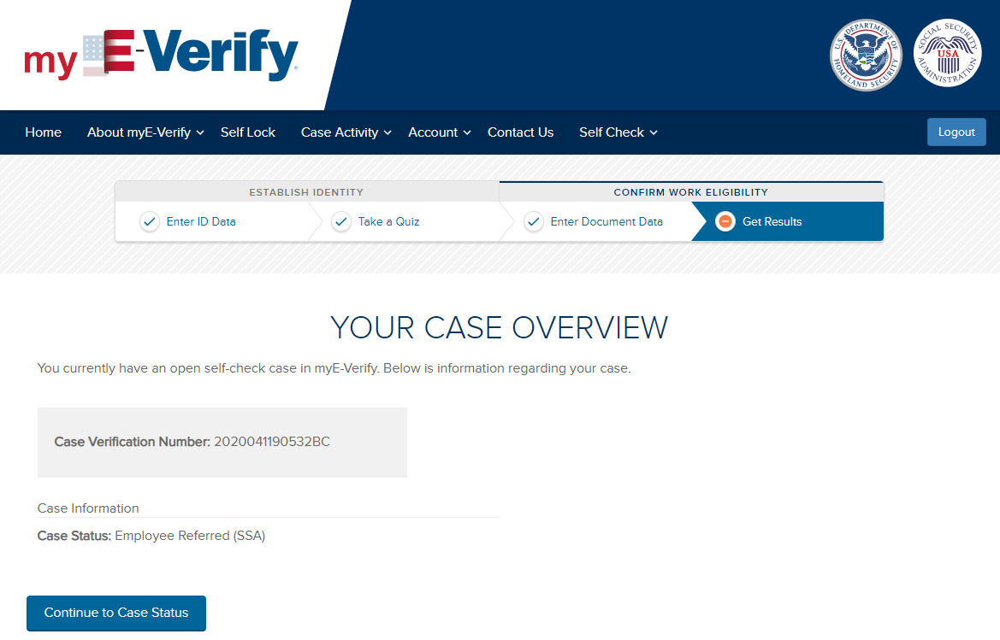 my E-Verify®
U.S. DEPARTMENT OF HOMELAND SECURITY
SOCIAL SECURITY ADMINISTRATION
USA
Home About myE-Verify Self Lock Case Activity Account Contact Us Self Check Logout
ESTABLISH IDENTITY CONFIRM WORK ELIGIBILITY
Enter ID Data Take a Quiz Enter Document Data Get Results
YOUR CASE OVERVIEW
You currently have an open self-check case in myE-Verify. Below is information regarding your case.
Case Verification Number: 2020041190532BC
Case Information
Case Status: Employee Referred (SSA)
Continue to Case Status